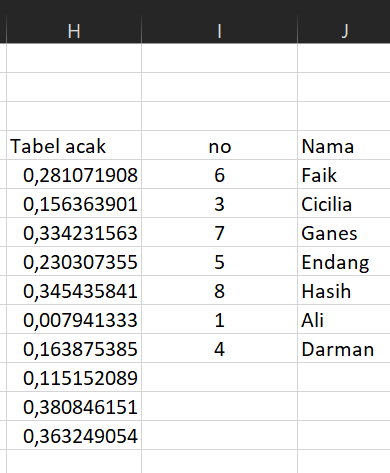 H I J
Tabel acak no Nama
0,281071908 6 Faik
0,156363901 3 Cicilia
0,334231563 7 Ganes
0,230307355 5 Endang
0,345435841 8 Hasih
0,007941333 1 Ali
0,163875385 4 Darman
0,115152089
0,380846151
0,363249054